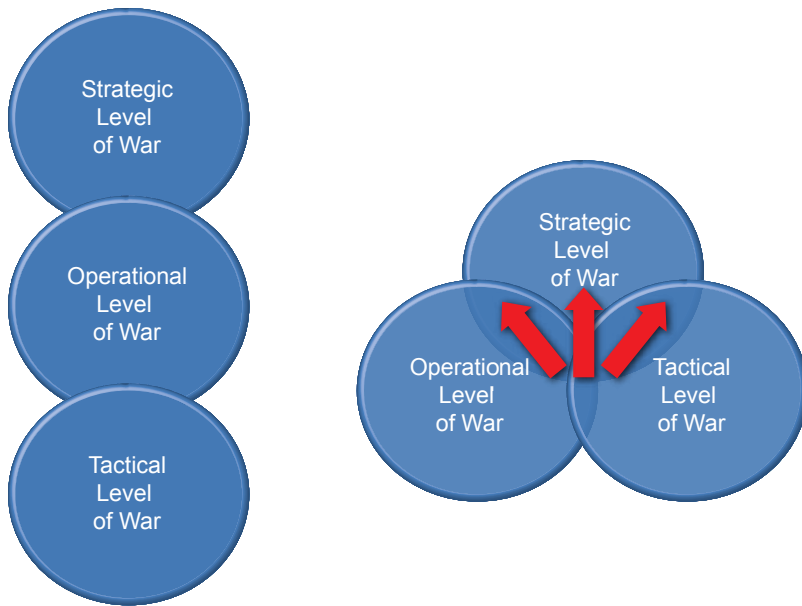 Strategic
Level
of War
Operational
Level
of War
Tactical
Level
of War
Strategic
Level
of War
Operational
Level
of War
Tactical
Level
of War